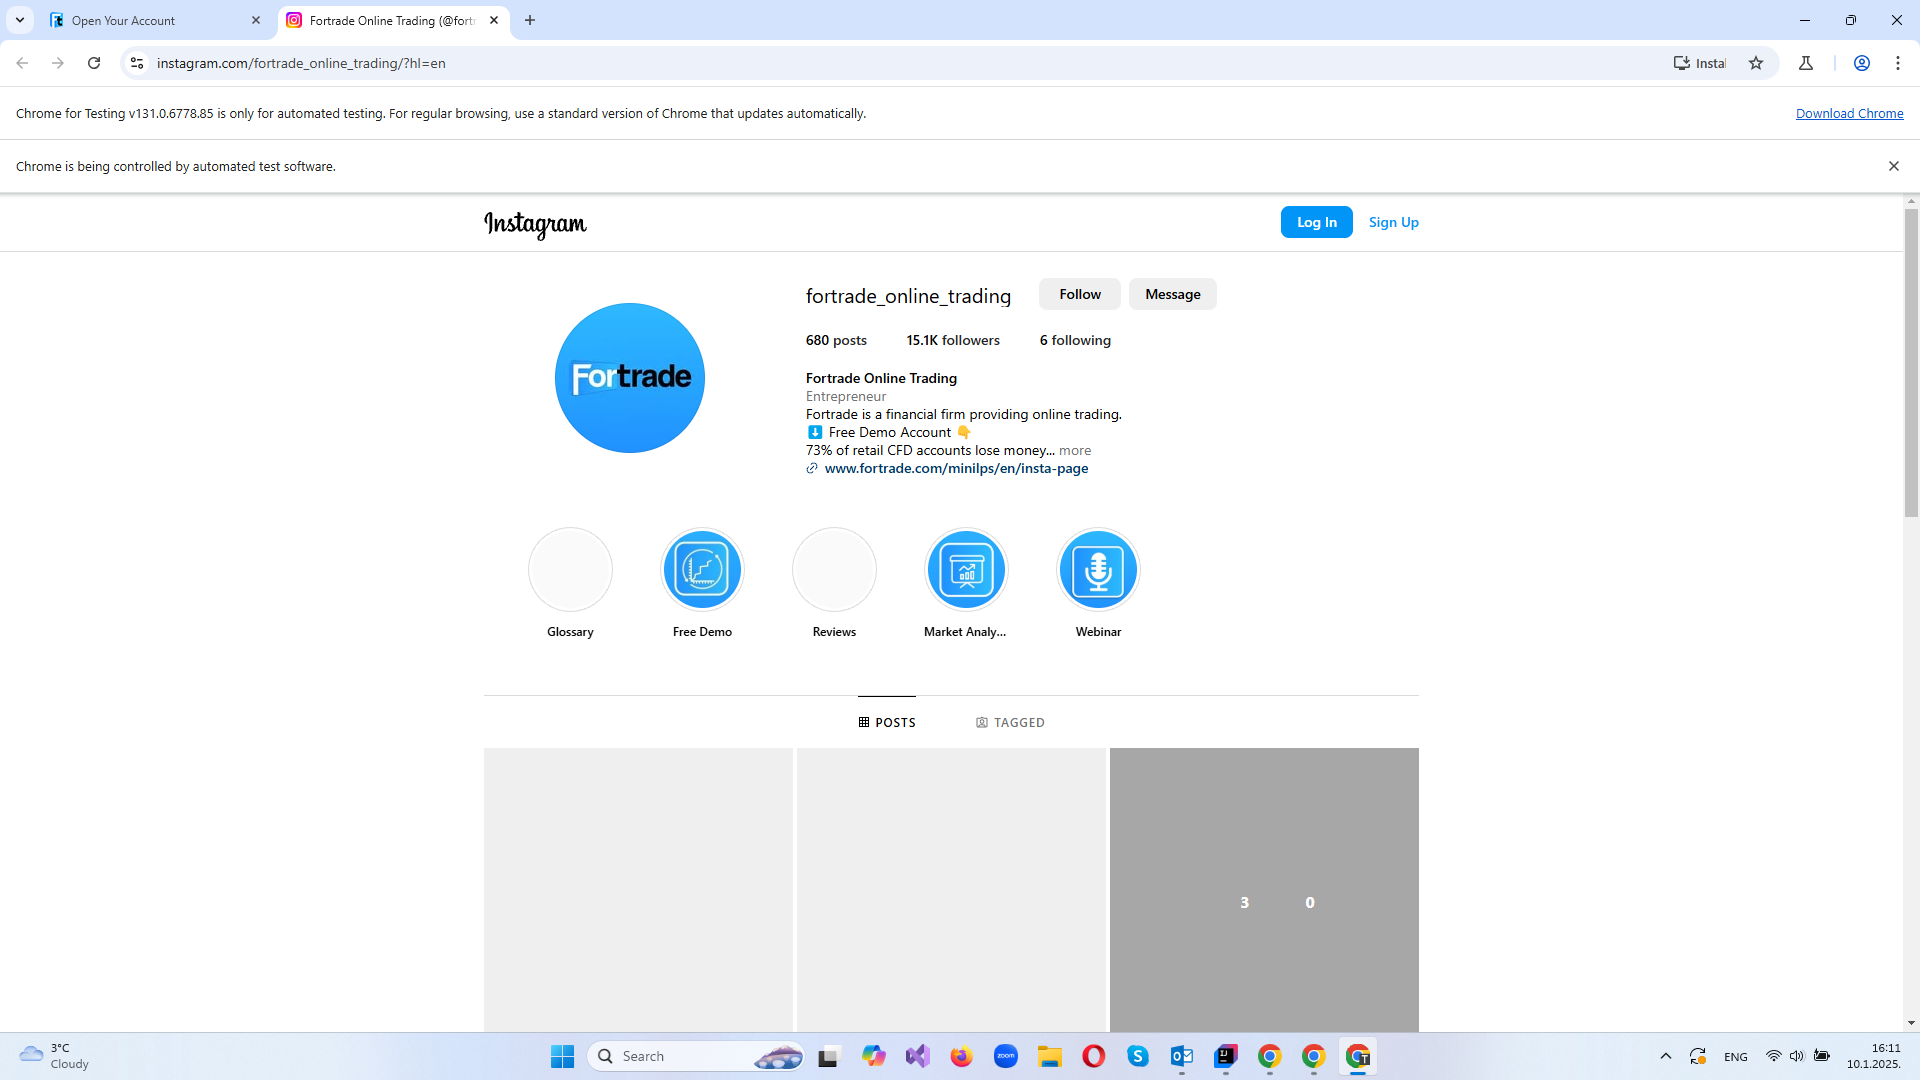 Open Your Account
Fortrade Online Trading (@fort
instagram.com/fortrade_online_trading/?hl=en
Instal
Chrome for Testing v131.0.6778.85 is only for automated testing. For regular browsing, use a standard version of Chrome that updates automatically.
Download Chrome
Chrome is being controlled by automated test software.
Instagram
Log In
Sign Up
Fortrade
fortrade_online_trading
Follow
Message
680 posts
15.1K followers
6 following
Fortrade Online Trading
Entrepreneur
Fortrade is a financial firm providing online trading.
⬇️ Free Demo Account 👇
73% of retail CFD accounts lose money... more
www.fortrade.com/minilps/en/insta-page
Glossary
Free Demo
Reviews
Market Analy...
Webinar
POSTS
TAGGED
3
0
3°C
Cloudy
Search
zoom
ENG
16:11
10.1.2025.